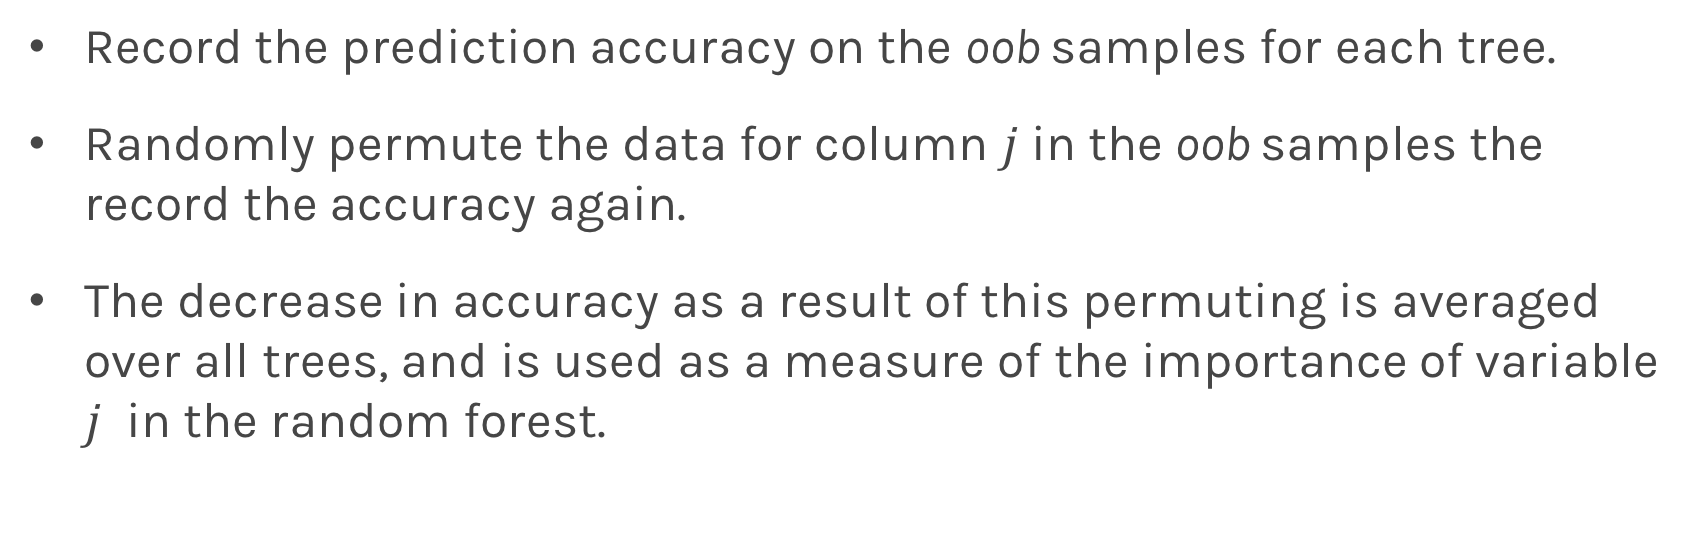 • Record the prediction accuracy on the oob samples for each tree.
• Randomly permute the data for column j in the oob samples the
record the accuracy again.
• The decrease in accuracy as a result of this permuting is averaged
over all trees, and is used as a measure of the importance of variable
j in the random forest.